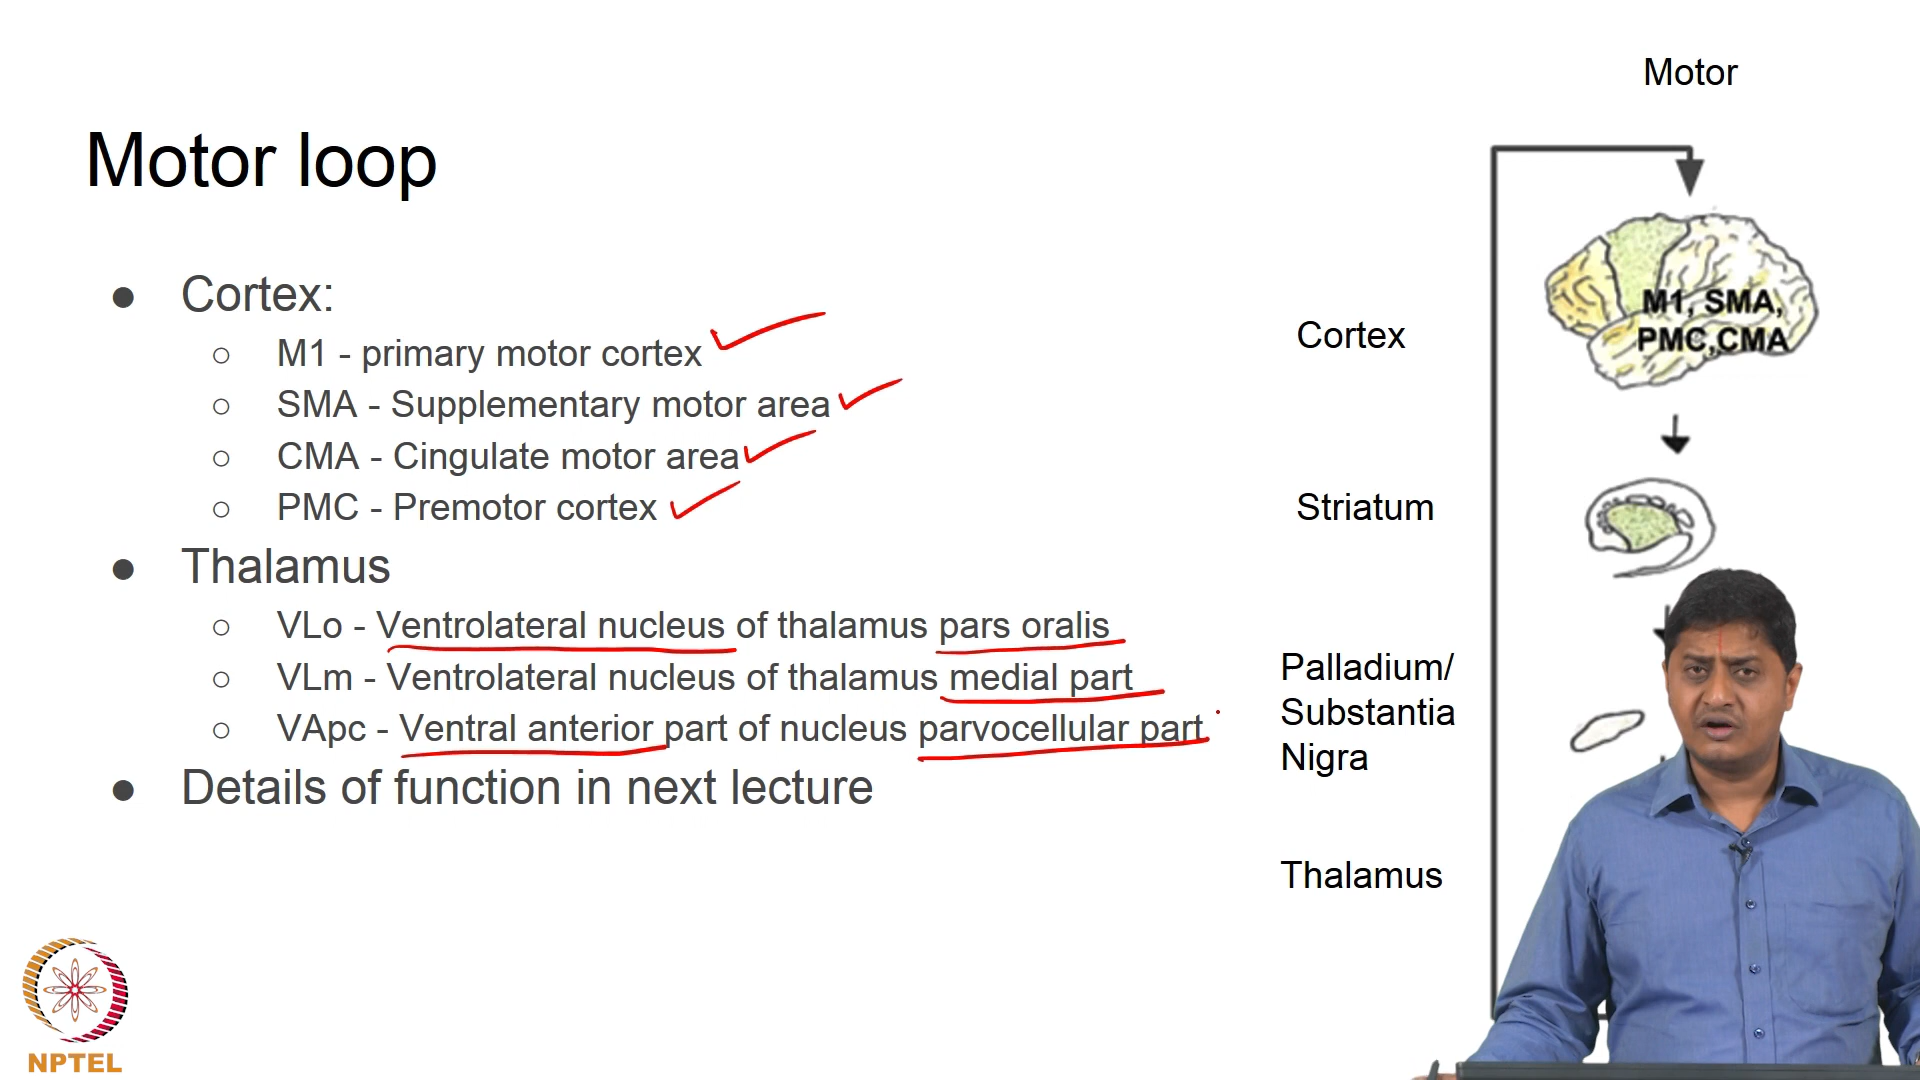 Motor loop
● Cortex:
○ M1 - primary motor cortex
○ SMA - Supplementary motor area
○ CMA - Cingulate motor area
○ PMC - Premotor cortex
● Thalamus
○ VLo - Ventrolateral nucleus of thalamus pars oralis
○ VLm - Ventrolateral nucleus of thalamus medial part
○ VApc - Ventral anterior part of nucleus parvocellular part
● Details of function in next lecture
Motor
M1, SMA,
PMC,CMA
Cortex
Striatum
Palladium/
Substantia
Nigra
Thalamus
NPTEL